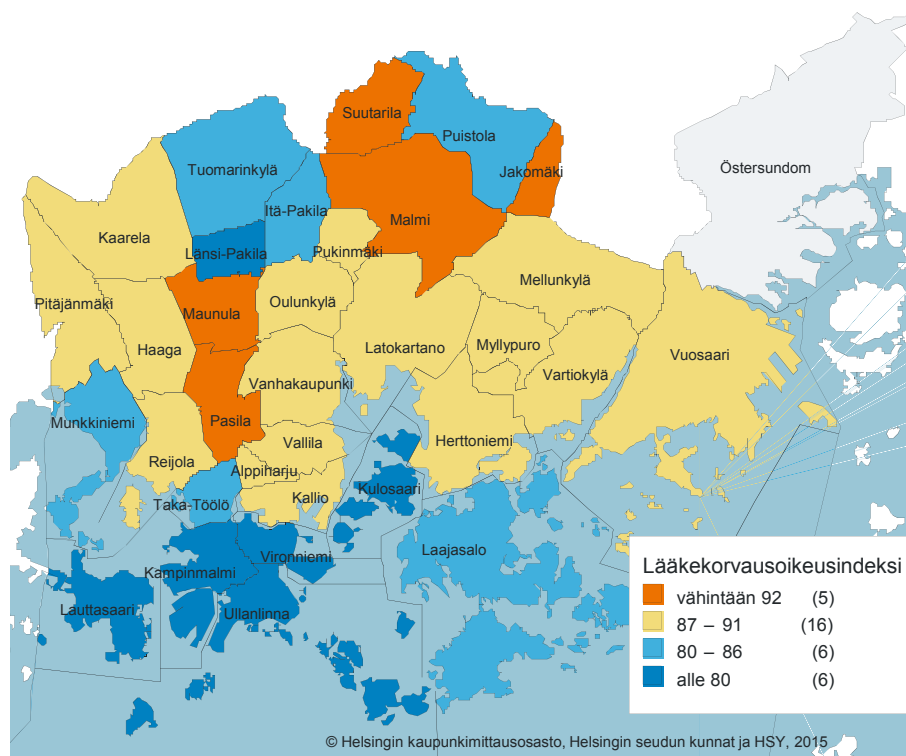 Suutarila
Puistola
Östersundom
Tuomarinkylä
Jakomäki
Itä-Pakila
Malmi
Kaarela
Länsi-Pakila
Pukinmäki
Mellunkylä
Pitäjänmäki
Maunula
Oulunkylä
Haaga
Latokartano
Myllypuro
Vuosaari
Vartiokylä
Vanhakaupunki
Munkkiniemi
Pasila
Vallila
Herttoniemi
Reijola
Alppiharju
Kallio
Kulosaari
Taka-Töölö
Vironniemi
Laajasalo
Kampinmalmi
Lauttasaari
Ullanlinna
Lääkekorvausoikeusindeksi
vähintään 92 (5)
87 – 91 (16)
80 – 86 (6)
alle 80 (6)
© Helsingin kaupunkimittausosasto, Helsingin seudun kunnat ja HSY, 2015